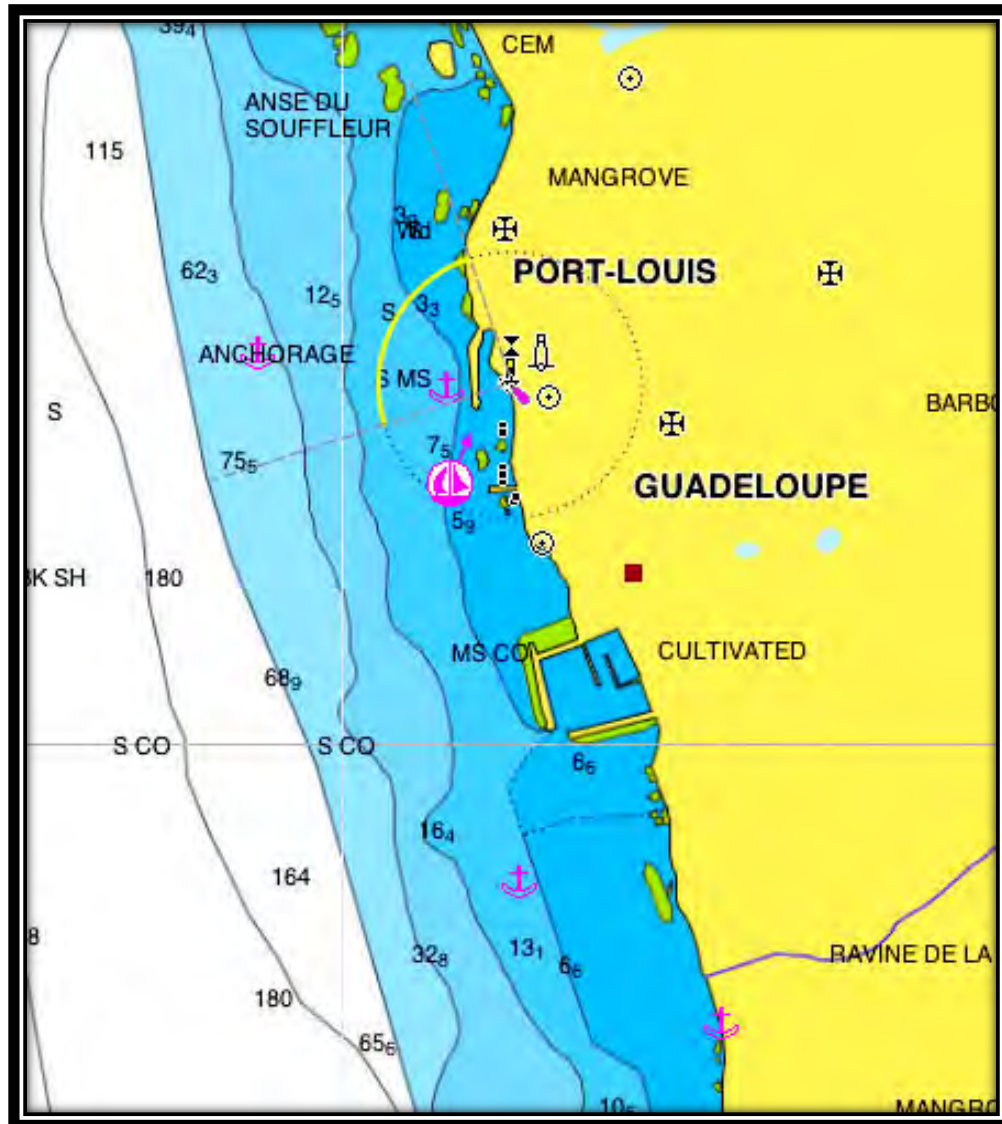 39₄
CEM
ANSE DU
SOUFFLEUR
115
MANGROVE
PORT-LOUIS
62₃
12₅
3₃
S
ANCHORAGE
S MS
BARBO
S
7₅
75₅
GUADELOUPE
5₉
BK SH
180
MS CO
CULTIVATED
68₉
S CO
S CO
6₆
16₄
164
8
32₈
13₁
6₆
RAVINE DE LA
180
65₆
10₅
MANGRO